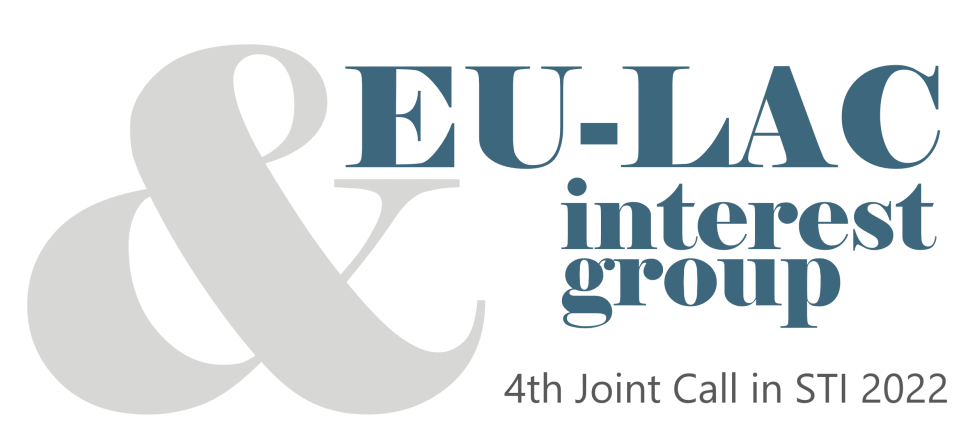 & EU-LAC
interest
group
4th Joint Call in STI 2022